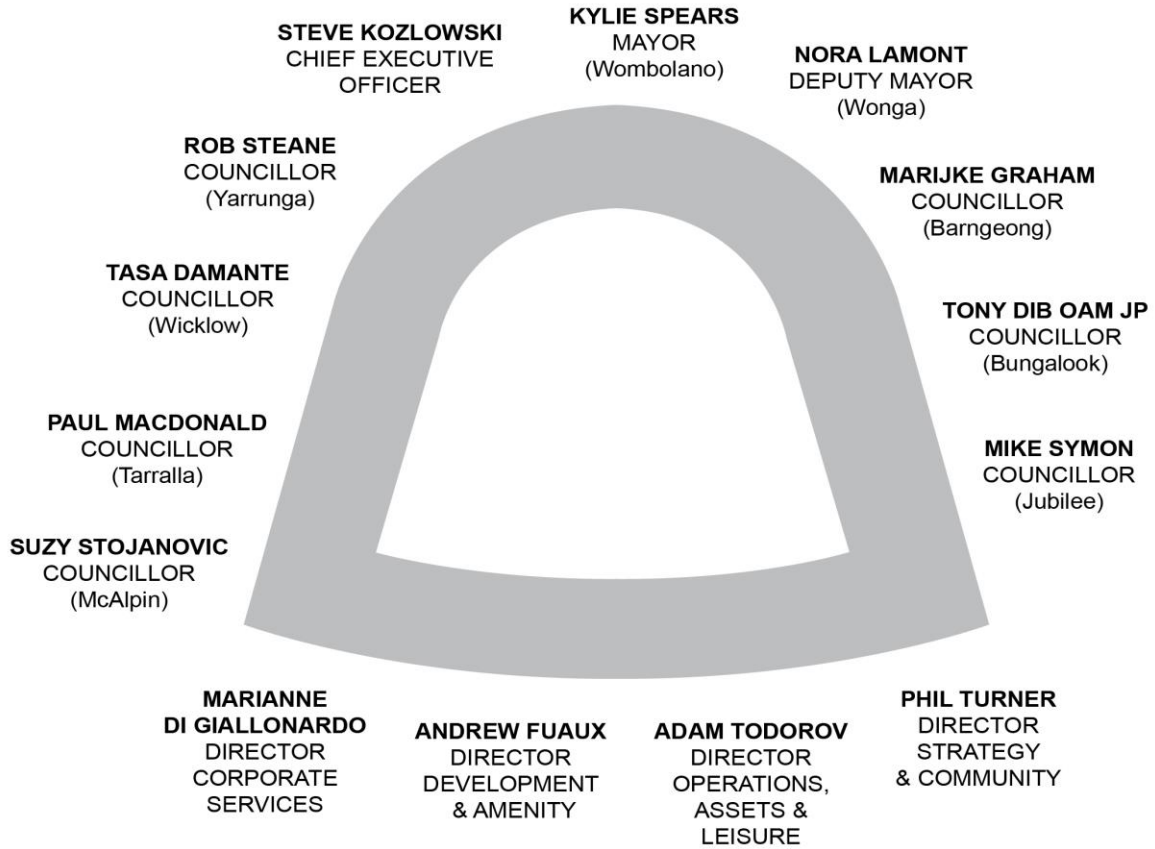 KYLIE SPEARS
MAYOR
(Wombolano)
STEVE KOZLOWSKI
CHIEF EXECUTIVE
OFFICER
NORA LAMONT
DEPUTY MAYOR
(Wonga)
ROB STEANE
COUNCILLOR
(Yarrunga)
MARIJKE GRAHAM
COUNCILLOR
(Barngeong)
TASA DAMANTE
COUNCILLOR
(Wicklow)
TONY DIB OAM JP
COUNCILLOR
(Bungalook)
PAUL MACDONALD
COUNCILLOR
(Tarralla)
MIKE SYMON
COUNCILLOR
(Jubilee)
SUZY STOJANOVIC
COUNCILLOR
(McAlpin)
MARIANNE
DI GIALLONARDO
DIRECTOR
CORPORATE
SERVICES
ANDREW FUAUX
DIRECTOR
DEVELOPMENT
& AMENITY
ADAM TODOROV
DIRECTOR
OPERATIONS,
ASSETS &
LEISURE
PHIL TURNER
DIRECTOR
STRATEGY
& COMMUNITY